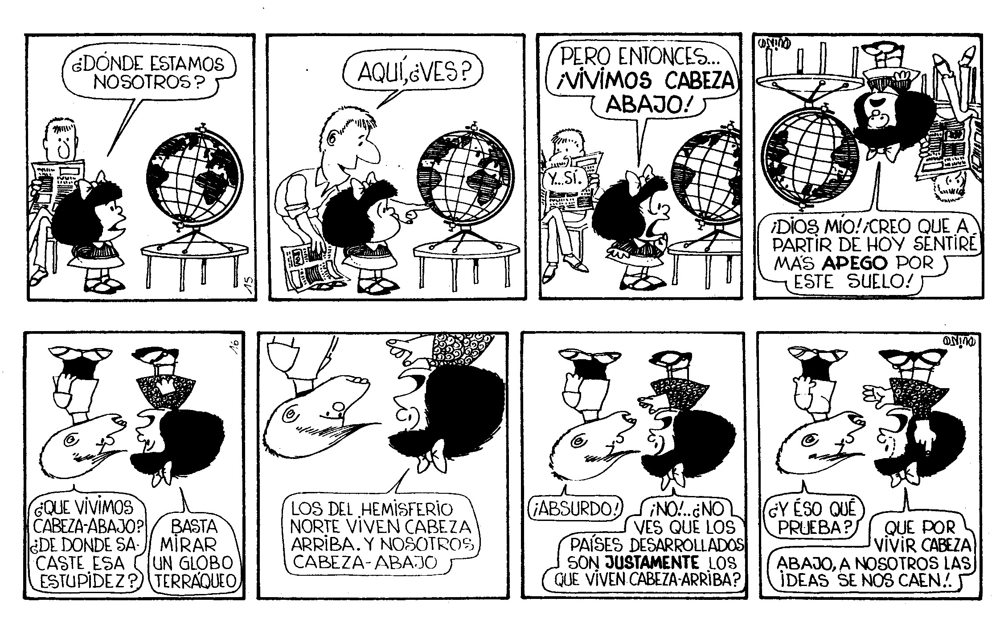 ¿DÓNDE ESTAMOS
NOSOTROS?
15
AQUÍ, ¿VES?
PERO ENTONCES...
¡VIVIMOS CABEZA
ABAJO!
Y...SÍ.
QUINO
¡DIOS MÍO! ¡CREO QUE A
PARTIR DE HOY SENTIRÉ
MÁS APEGO POR
ESTE SUELO!
16
¿QUE VIVIMOS
CABEZA-ABAJO?
¿DE DONDE SA-
CASTE ESA
ESTUPIDEZ?
BASTA
MIRAR
UN GLOBO
TERRÁQUEO
LOS DEL HEMISFERIO
NORTE VIVEN CABEZA
ARRIBA. Y NOSOTROS
CABEZA-ABAJO
¡ABSURDO!
¡NO!..¿NO
VES QUE LOS
PAÍSES DESARROLLADOS
SON JUSTAMENTE LOS
QUE VIVEN CABEZA-ARRIBA?
QUINO
¿Y ÉSO QUÉ
PRUEBA?
QUE POR
VIVIR CABEZA
ABAJO, A NOSOTROS LAS
IDEAS SE NOS CAEN!.